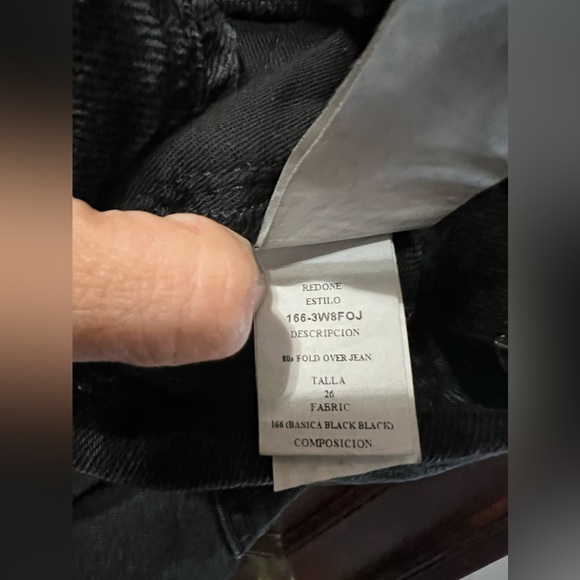 REDONE
ESTILO
166-3W8FOJ
DESCRIPCION
80s FOLD OVER JEAN
TALLA
26
FABRIC
166 (BASICA BLACK BLACK)
COMPOSICION